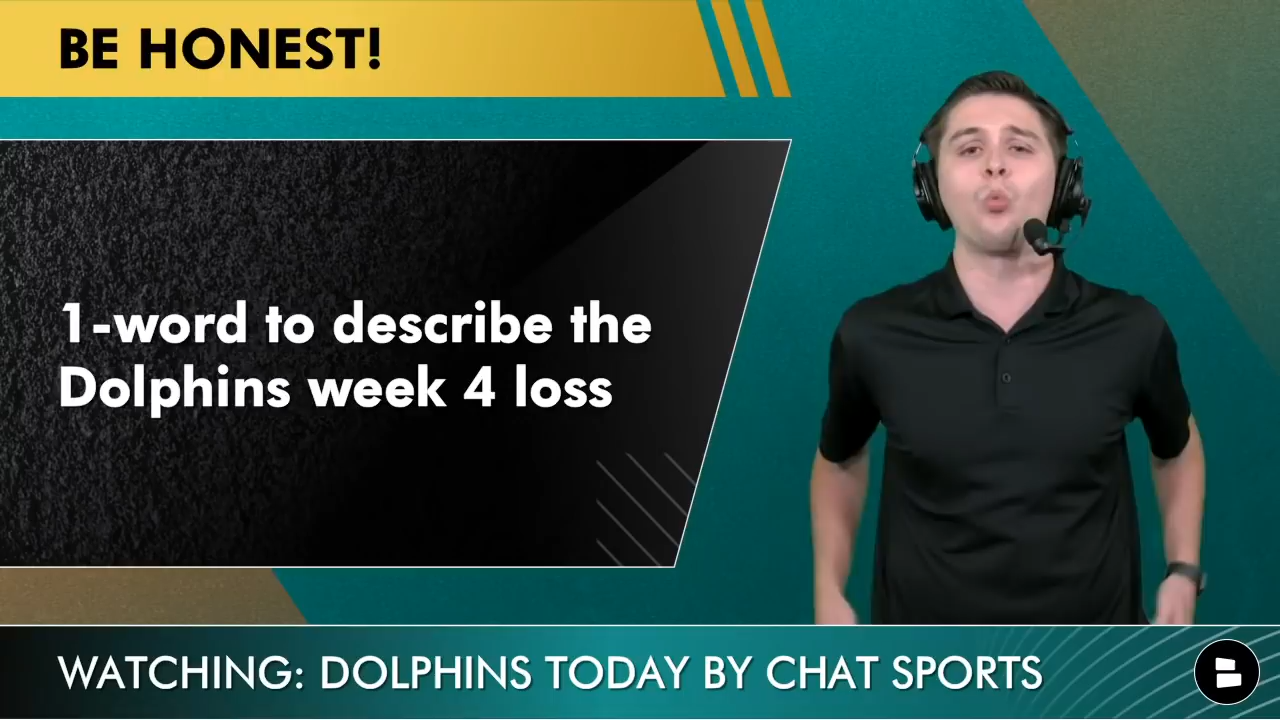 BE HONEST!
1-word to describe the
Dolphins week 4 loss
WATCHING: DOLPHINS TODAY BY CHAT SPORTS